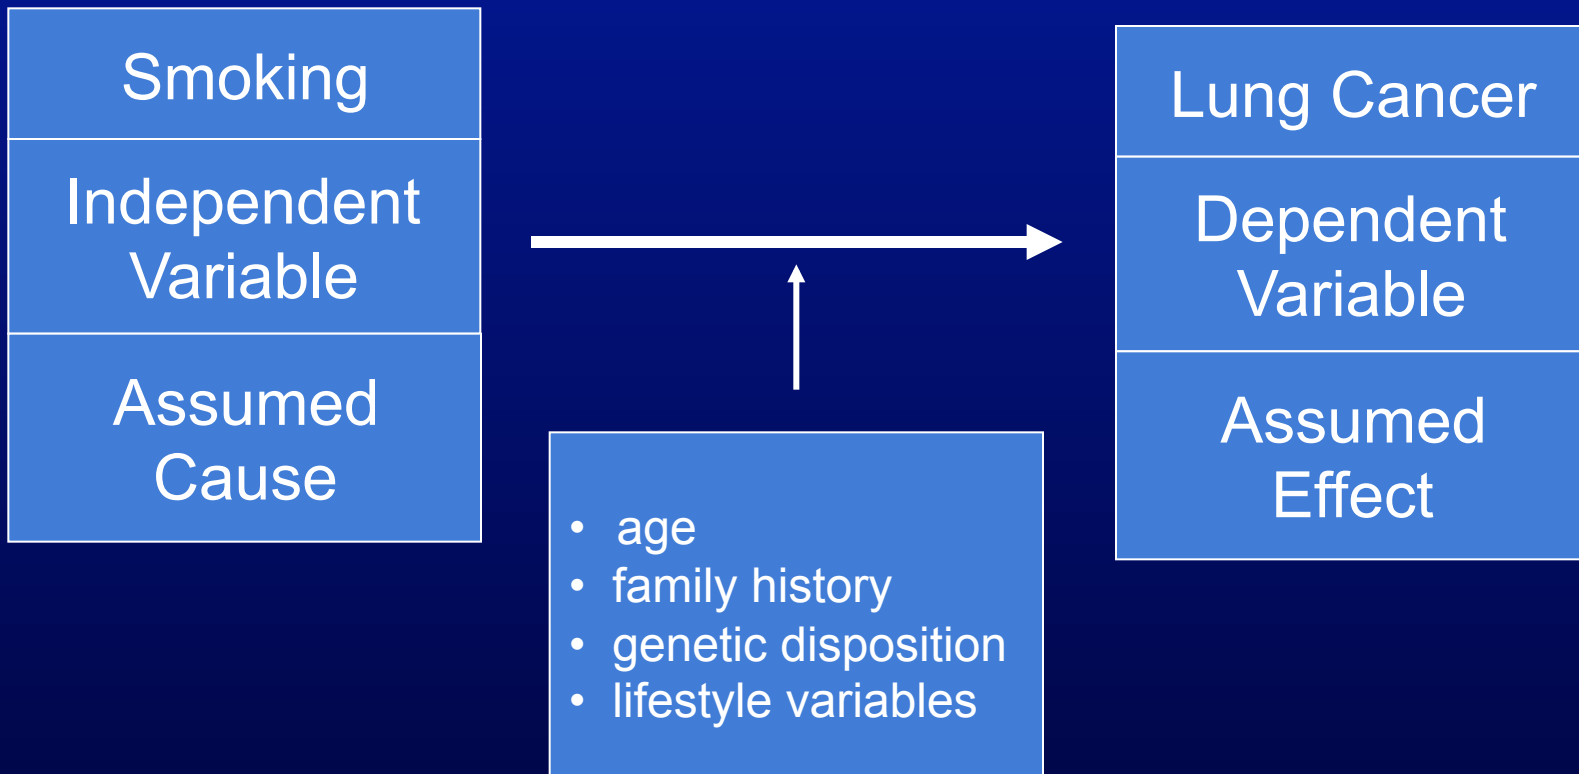 Smoking
Independent
Variable
Assumed
Cause
• age
• family history
• genetic disposition
• lifestyle variables
Lung Cancer
Dependent
Variable
Assumed
Effect